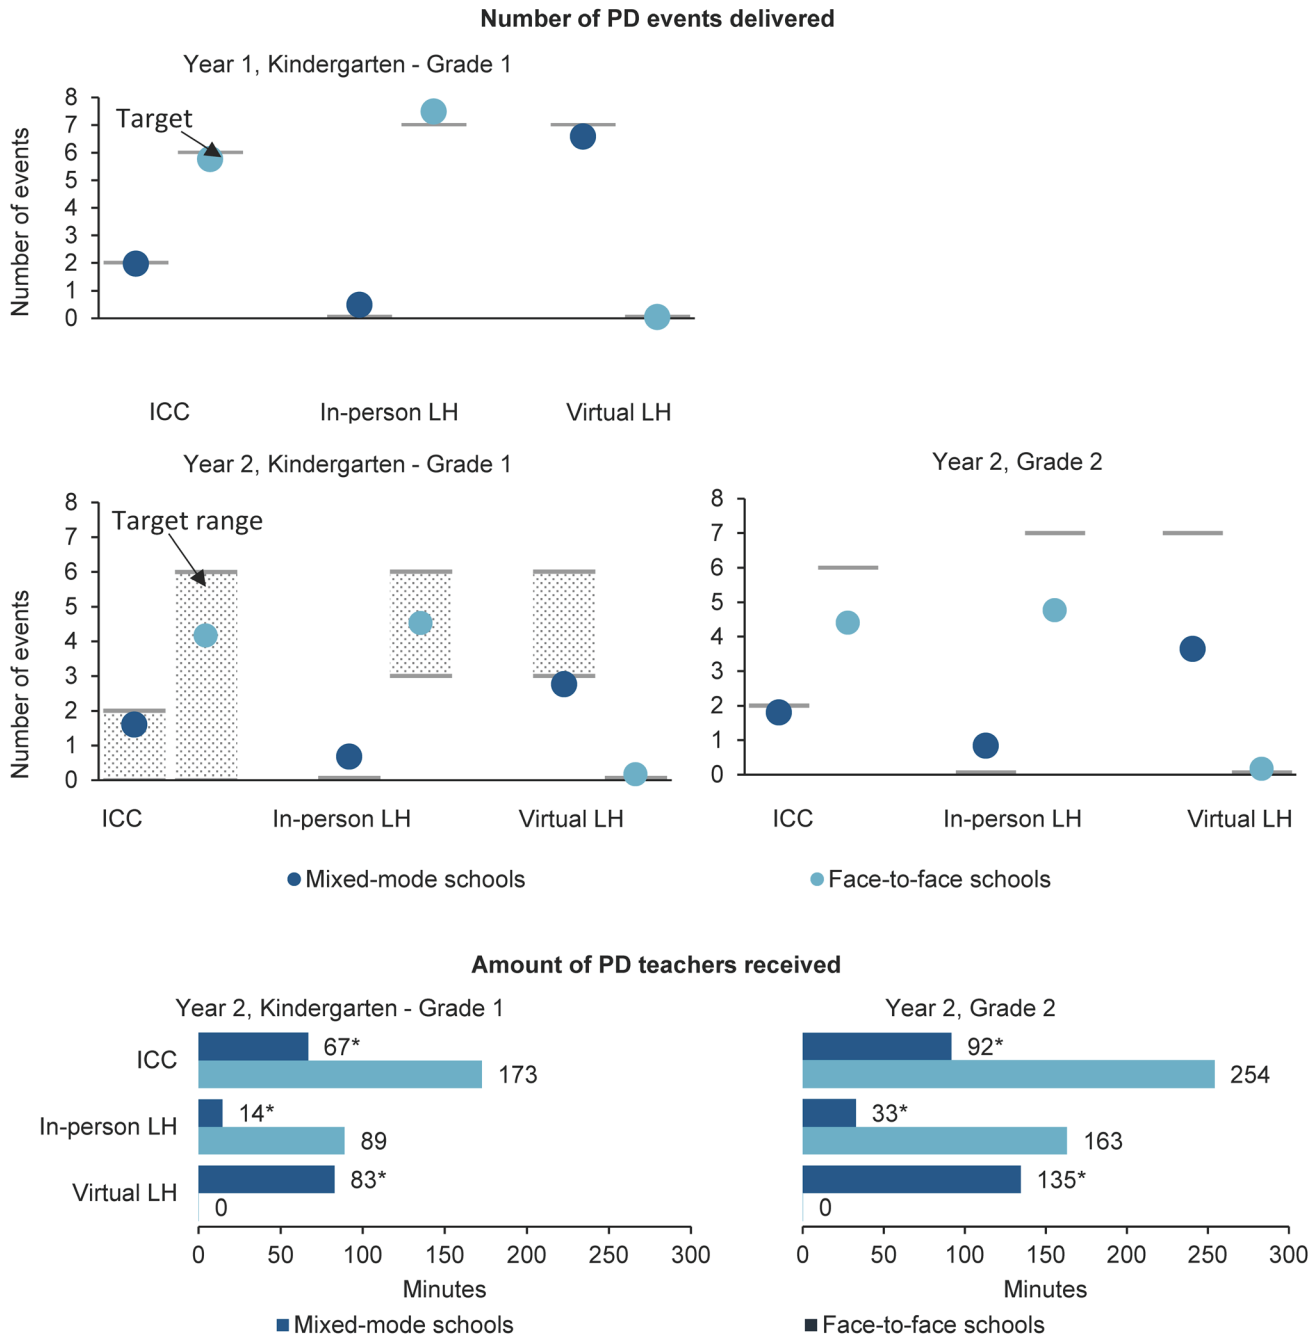 Number of PD events delivered
Year 1, Kindergarten - Grade 1
Number of events
8
7
6
5
4
3
2
1
0
Target
ICC In-person LH Virtual LH
Year 2, Kindergarten - Grade 1
Number of events
8
7
6
5
4
3
2
1
0
Target range
ICC In-person LH Virtual LH
Year 2, Grade 2
8
7
6
5
4
3
2
1
0
ICC In-person LH Virtual LH
Mixed-mode schools Face-to-face schools
Amount of PD teachers received
Year 2, Kindergarten - Grade 1
ICC 67*
173
In-person LH 14*
89
Virtual LH 83*
0
0 50 100 150 200 250 300
Minutes
Year 2, Grade 2
92*
254
33*
163
135*
0
0 50 100 150 200 250 300
Minutes
Mixed-mode schools Face-to-face schools